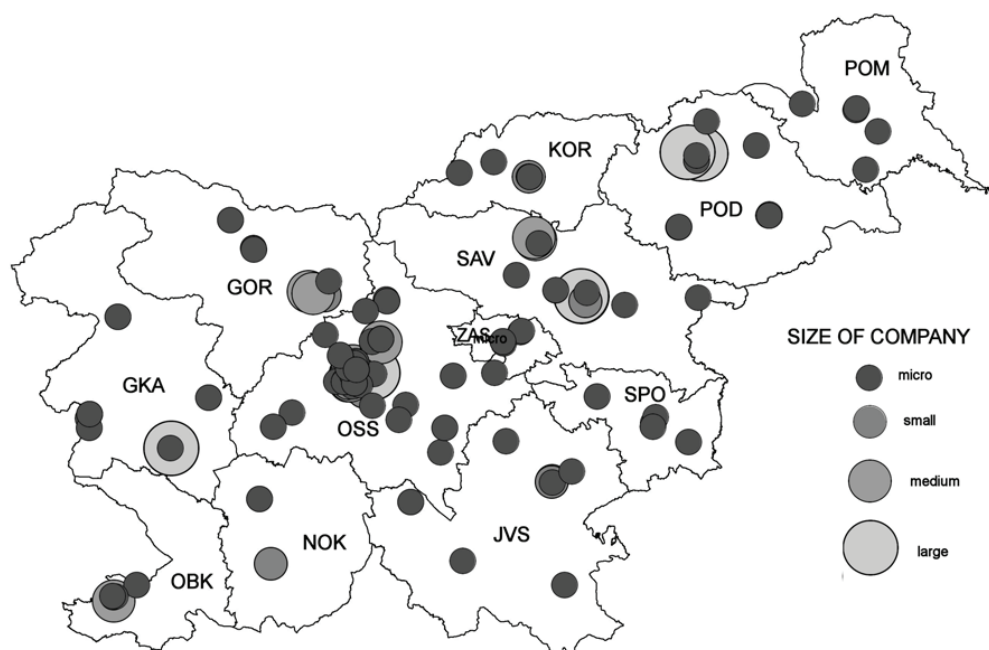 POM
KOR
POD
SAV
GOR
ZAS
micro
SIZE OF COMPANY
micro
GKA
SPO
small
OSS
medium
NOK
JVS
large
OBK